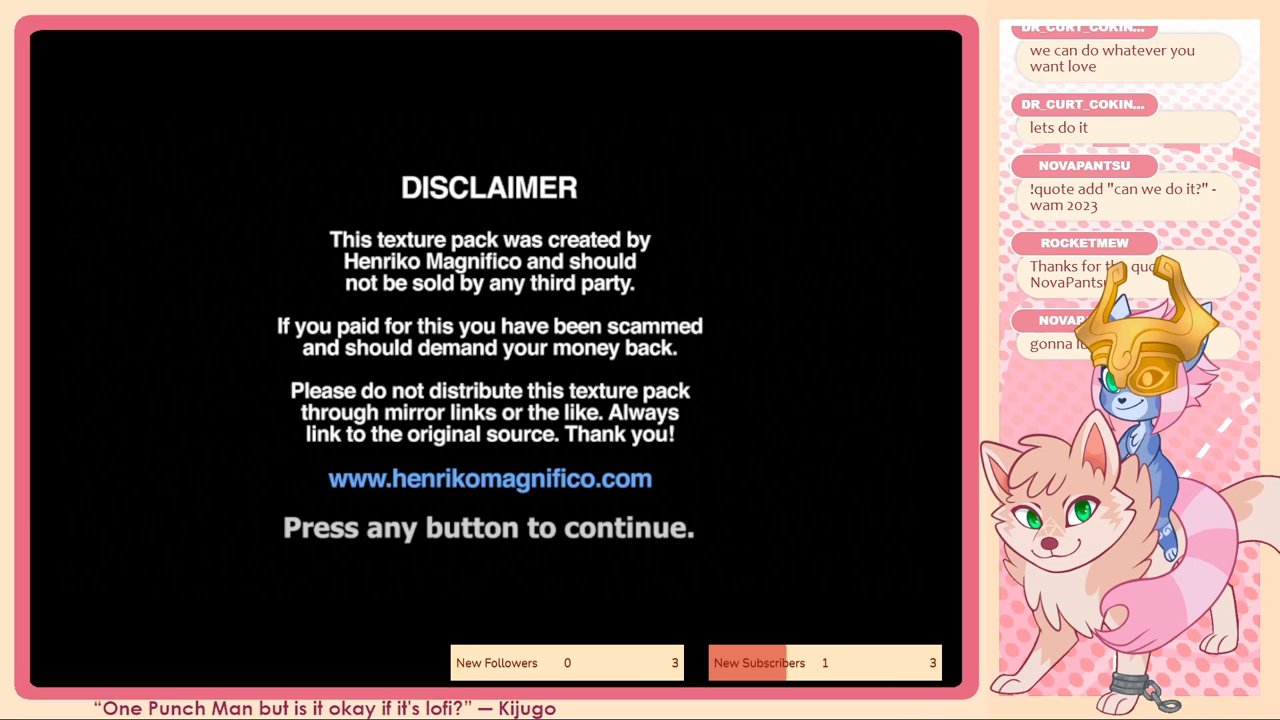 DISCLAIMER
This texture pack was created by
Henriko Magnifico and should
not be sold by any third party.
If you paid for this you have been scammed
and should demand your money back.
Please do not distribute this texture pack
through mirror links or the like. Always
link to the original source. Thank you!
www.henrikomagnifico.com
Press any button to continue.
New Followers 0 3
New Subscribers 1 3
“One Punch Man but is it okay if it's lofi?” — Kijugo
DR_CURT_COKIN...
we can do whatever you
want love
DR_CURT_COKIN...
lets do it
NOVAPANTSU
!quote add "can we do it?" -
wam 2023
ROCKETMEW
Thanks for the quo
NovaPantsu
NOVAP
gonna